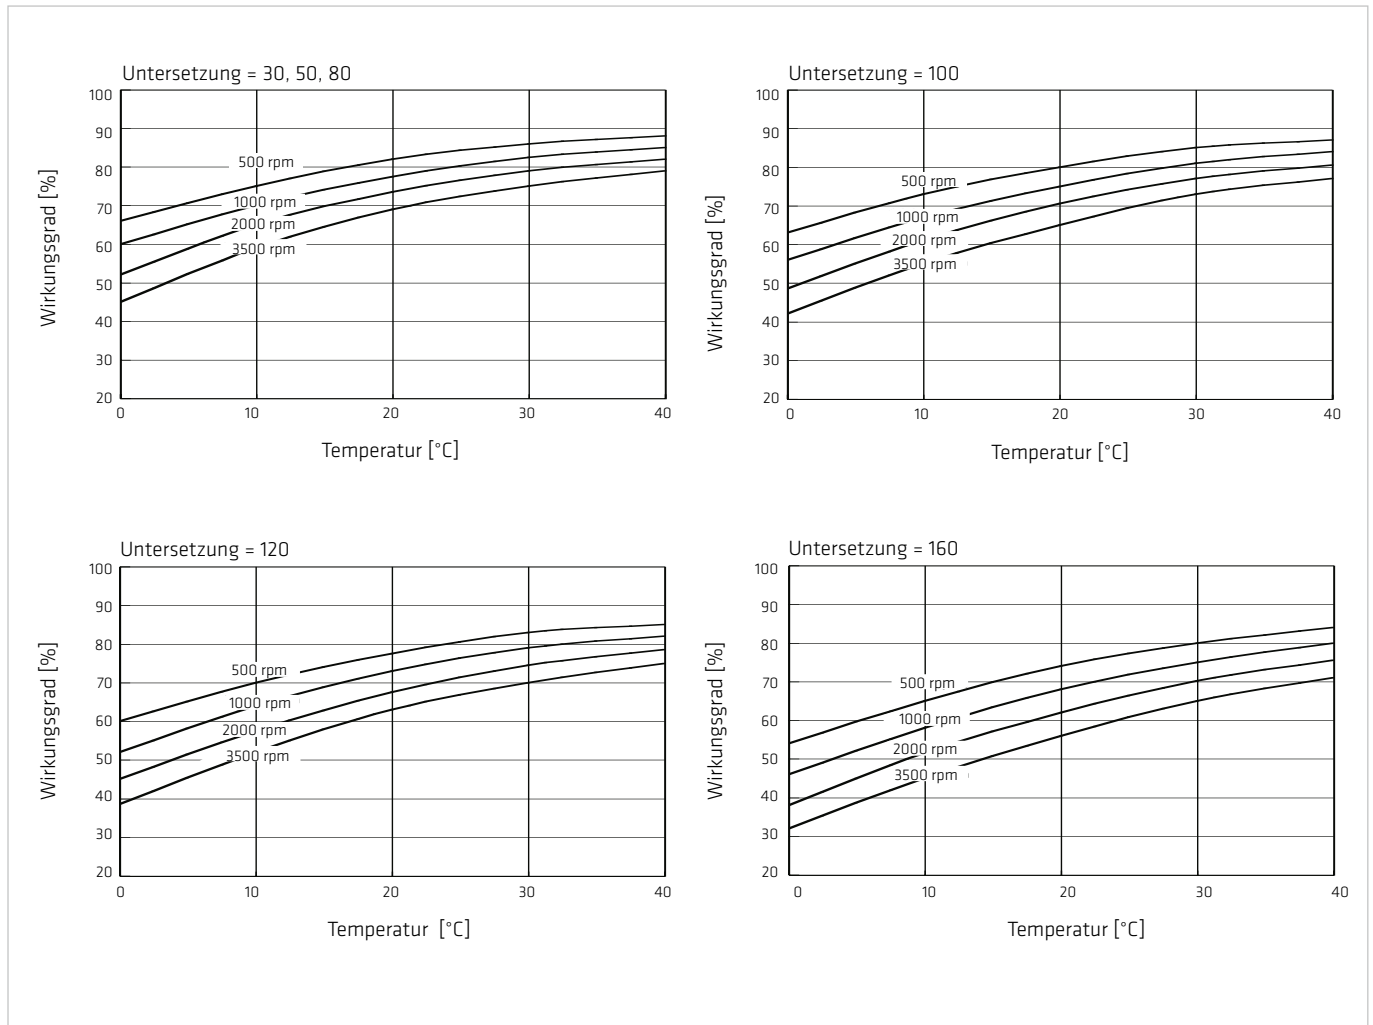 Untersetzung = 30, 50, 80
100
90
80
70
60
50
40
30
20
Wirkungsgrad [%]
500 rpm
1000 rpm
2000 rpm
3500 rpm
0 10 20 30 40
Temperatur [°C]
Untersetzung = 100
100
90
80
70
60
50
40
30
20
Wirkungsgrad [%]
500 rpm
1000 rpm
2000 rpm
3500 rpm
0 10 20 30 40
Temperatur [°C]
Untersetzung = 120
100
90
80
70
60
50
40
30
20
Wirkungsgrad [%]
500 rpm
1000 rpm
2000 rpm
3500 rpm
0 10 20 30 40
Temperatur [°C]
Untersetzung = 160
100
90
80
70
60
50
40
30
20
Wirkungsgrad [%]
500 rpm
1000 rpm
2000 rpm
3500 rpm
0 10 20 30 40
Temperatur [°C]